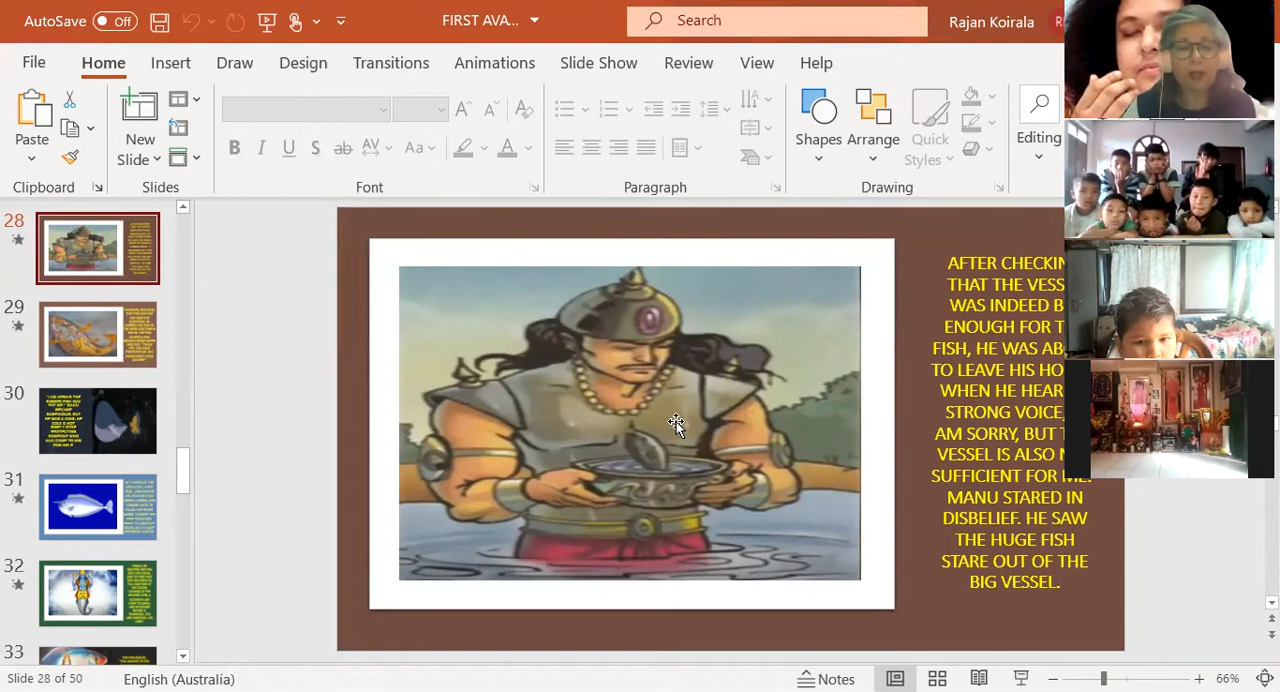 AutoSave Off
FIRST AVA...
Search
Rajan Koirala
File Home Insert Draw Design Transitions Animations Slide Show Review View Help
Paste
New Slide
Aa
Shapes Arrange Quick Styles
Editing
Clipboard Slides Font Paragraph Drawing
28
29
30
31
32
33
AFTER CHECKIN
THAT THE VESS
WAS INDEED B
ENOUGH FOR T
FISH, HE WAS AB
TO LEAVE HIS HO
WHEN HE HEAR
STRONG VOICE,
AM SORRY, BUT T
VESSEL IS ALSO N
SUFFICIENT FOR ME.
MANU STARED IN
DISBELIEF. HE SAW
THE HUGE FISH
STARE OUT OF THE
BIG VESSEL.
Slide 28 of 50 English (Australia) Notes 66%